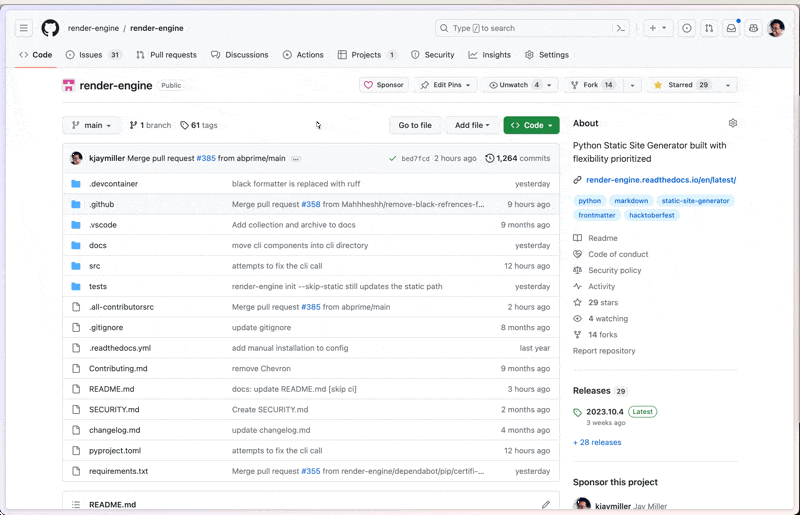 render-engine / render-engine
Type / to search
Code
Issues 31
Pull requests
Discussions
Actions
Projects 1
Security
Insights
Settings
render-engine Public
Sponsor
Edit Pins
Unwatch 4
Fork 14
Starred 29
main
1 branch
61 tags
Go to file
Add file
Code
kjaymiller Merge pull request #385 from abprime/main ... bed7fcd 2 hours ago 1,264 commits
.devcontainer black formatter is replaced with ruff yesterday
.github Merge pull request #358 from Mahhheshh/remove-black-refrences-f... 9 hours ago
.vscode Add collection and archive to docs 9 months ago
docs move cli components into cli directory yesterday
src attempts to fix the cli call 12 hours ago
tests render-engine init --skip-static still updates the static path yesterday
.all-contributorsrc Merge pull request #385 from abprime/main 2 hours ago
.gitignore update gitignore 8 months ago
.readthedocs.yml add manual installation to config last year
Contributing.md remove Chevron 9 months ago
README.md docs: update README.md [skip ci] 3 hours ago
SECURITY.md Create SECURITY.md 2 months ago
changelog.md update changelog.md 4 months ago
pyproject.toml attempts to fix the cli call 12 hours ago
requirements.txt Merge pull request #355 from render-engine/dependabot/pip/certifi-... yesterday
README.md
About
Python Static Site Generator built with
flexibility prioritized
render-engine.readthedocs.io/en/latest/
python markdown static-site-generator
frontmatter hacktoberfest
Readme
Code of conduct
Security policy
Activity
29 stars
4 watching
14 forks
Report repository
Releases 29
2023.10.4 Latest
3 weeks ago
+ 28 releases
Sponsor this project
kjaymiller Jay Miller